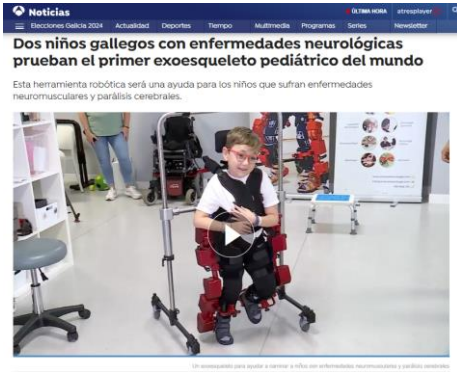 Noticias
ÚLTIMA HORA
atresplayer
Elecciones Galicia 2024 Actualidad Deportes Tiempo Multimedia Programas Series Newsletter
Dos niños gallegos con enfermedades neurológicas
prueban el primer exoesqueleto pediátrico del mundo
Esta herramienta robótica será una ayuda para los niños que sufran enfermedades
neuromusculares y parálisis cerebrales.
Un exoesqueleto para ayudar a caminar a niños con enfermedades neuromusculares y parálisis cerebrales